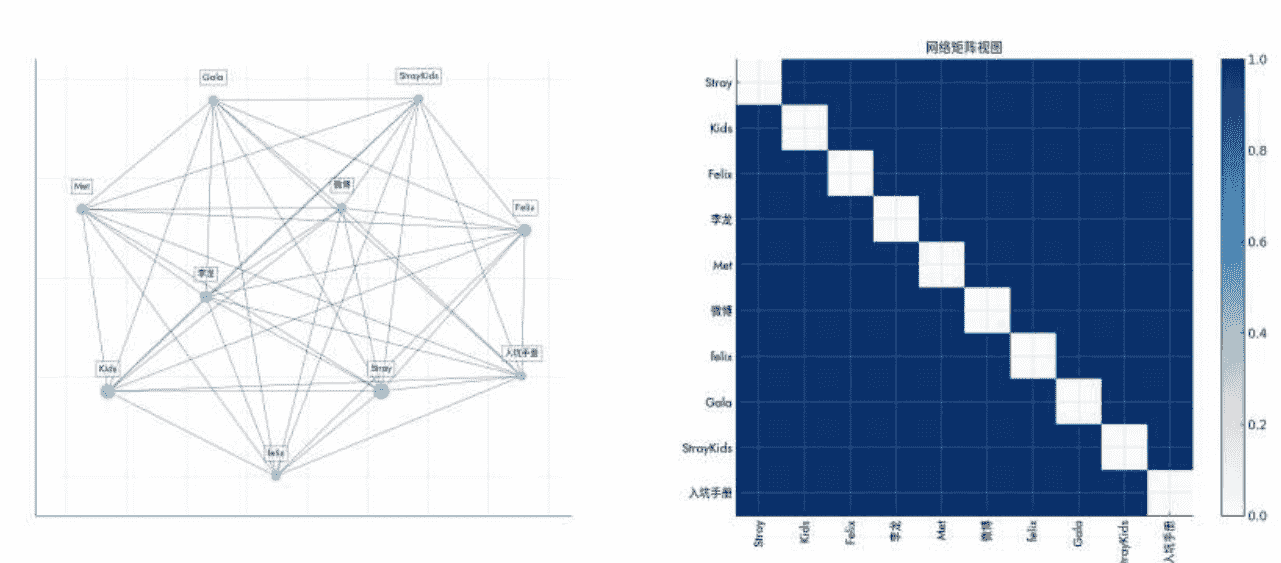 Gala
StrayKids
Met
微博
Felix
李龙
入坑手册
Kids
Stray
felix
网络矩阵视图
Stray
Kids
Felix
李龙
Met
微博
felix
Gala
StrayKids
入坑手册
1.0
0.8
0.6
0.4
0.2
0.0
Stray
Kids
Felix
李龙
Met
微博
felix
Gala
rayKids
入坑手册